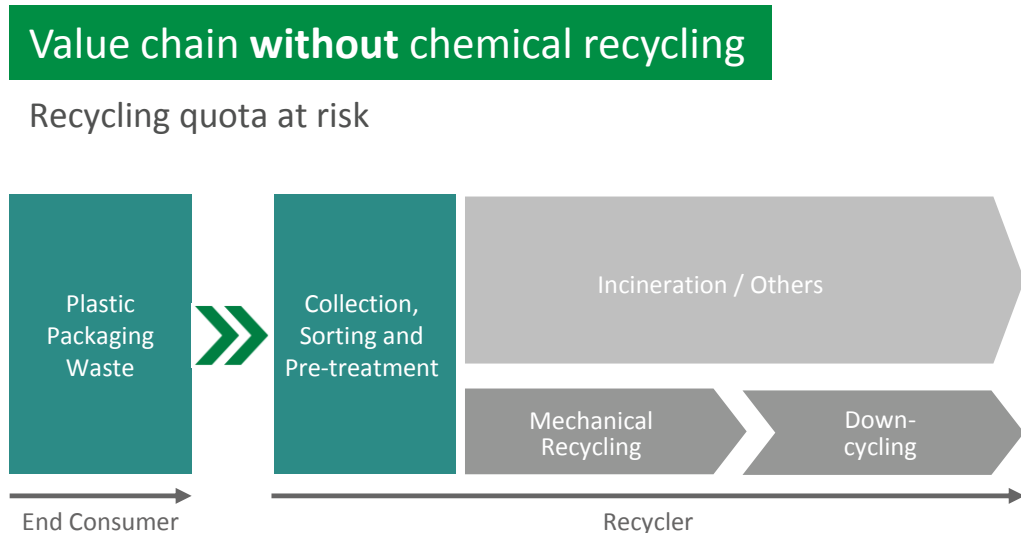 Value chain without chemical recycling
Recycling quota at risk
Plastic
Packaging
Waste
Collection,
Sorting and
Pre-treatment
Incineration / Others
Mechanical
Recycling
Down-
cycling
End Consumer
Recycler